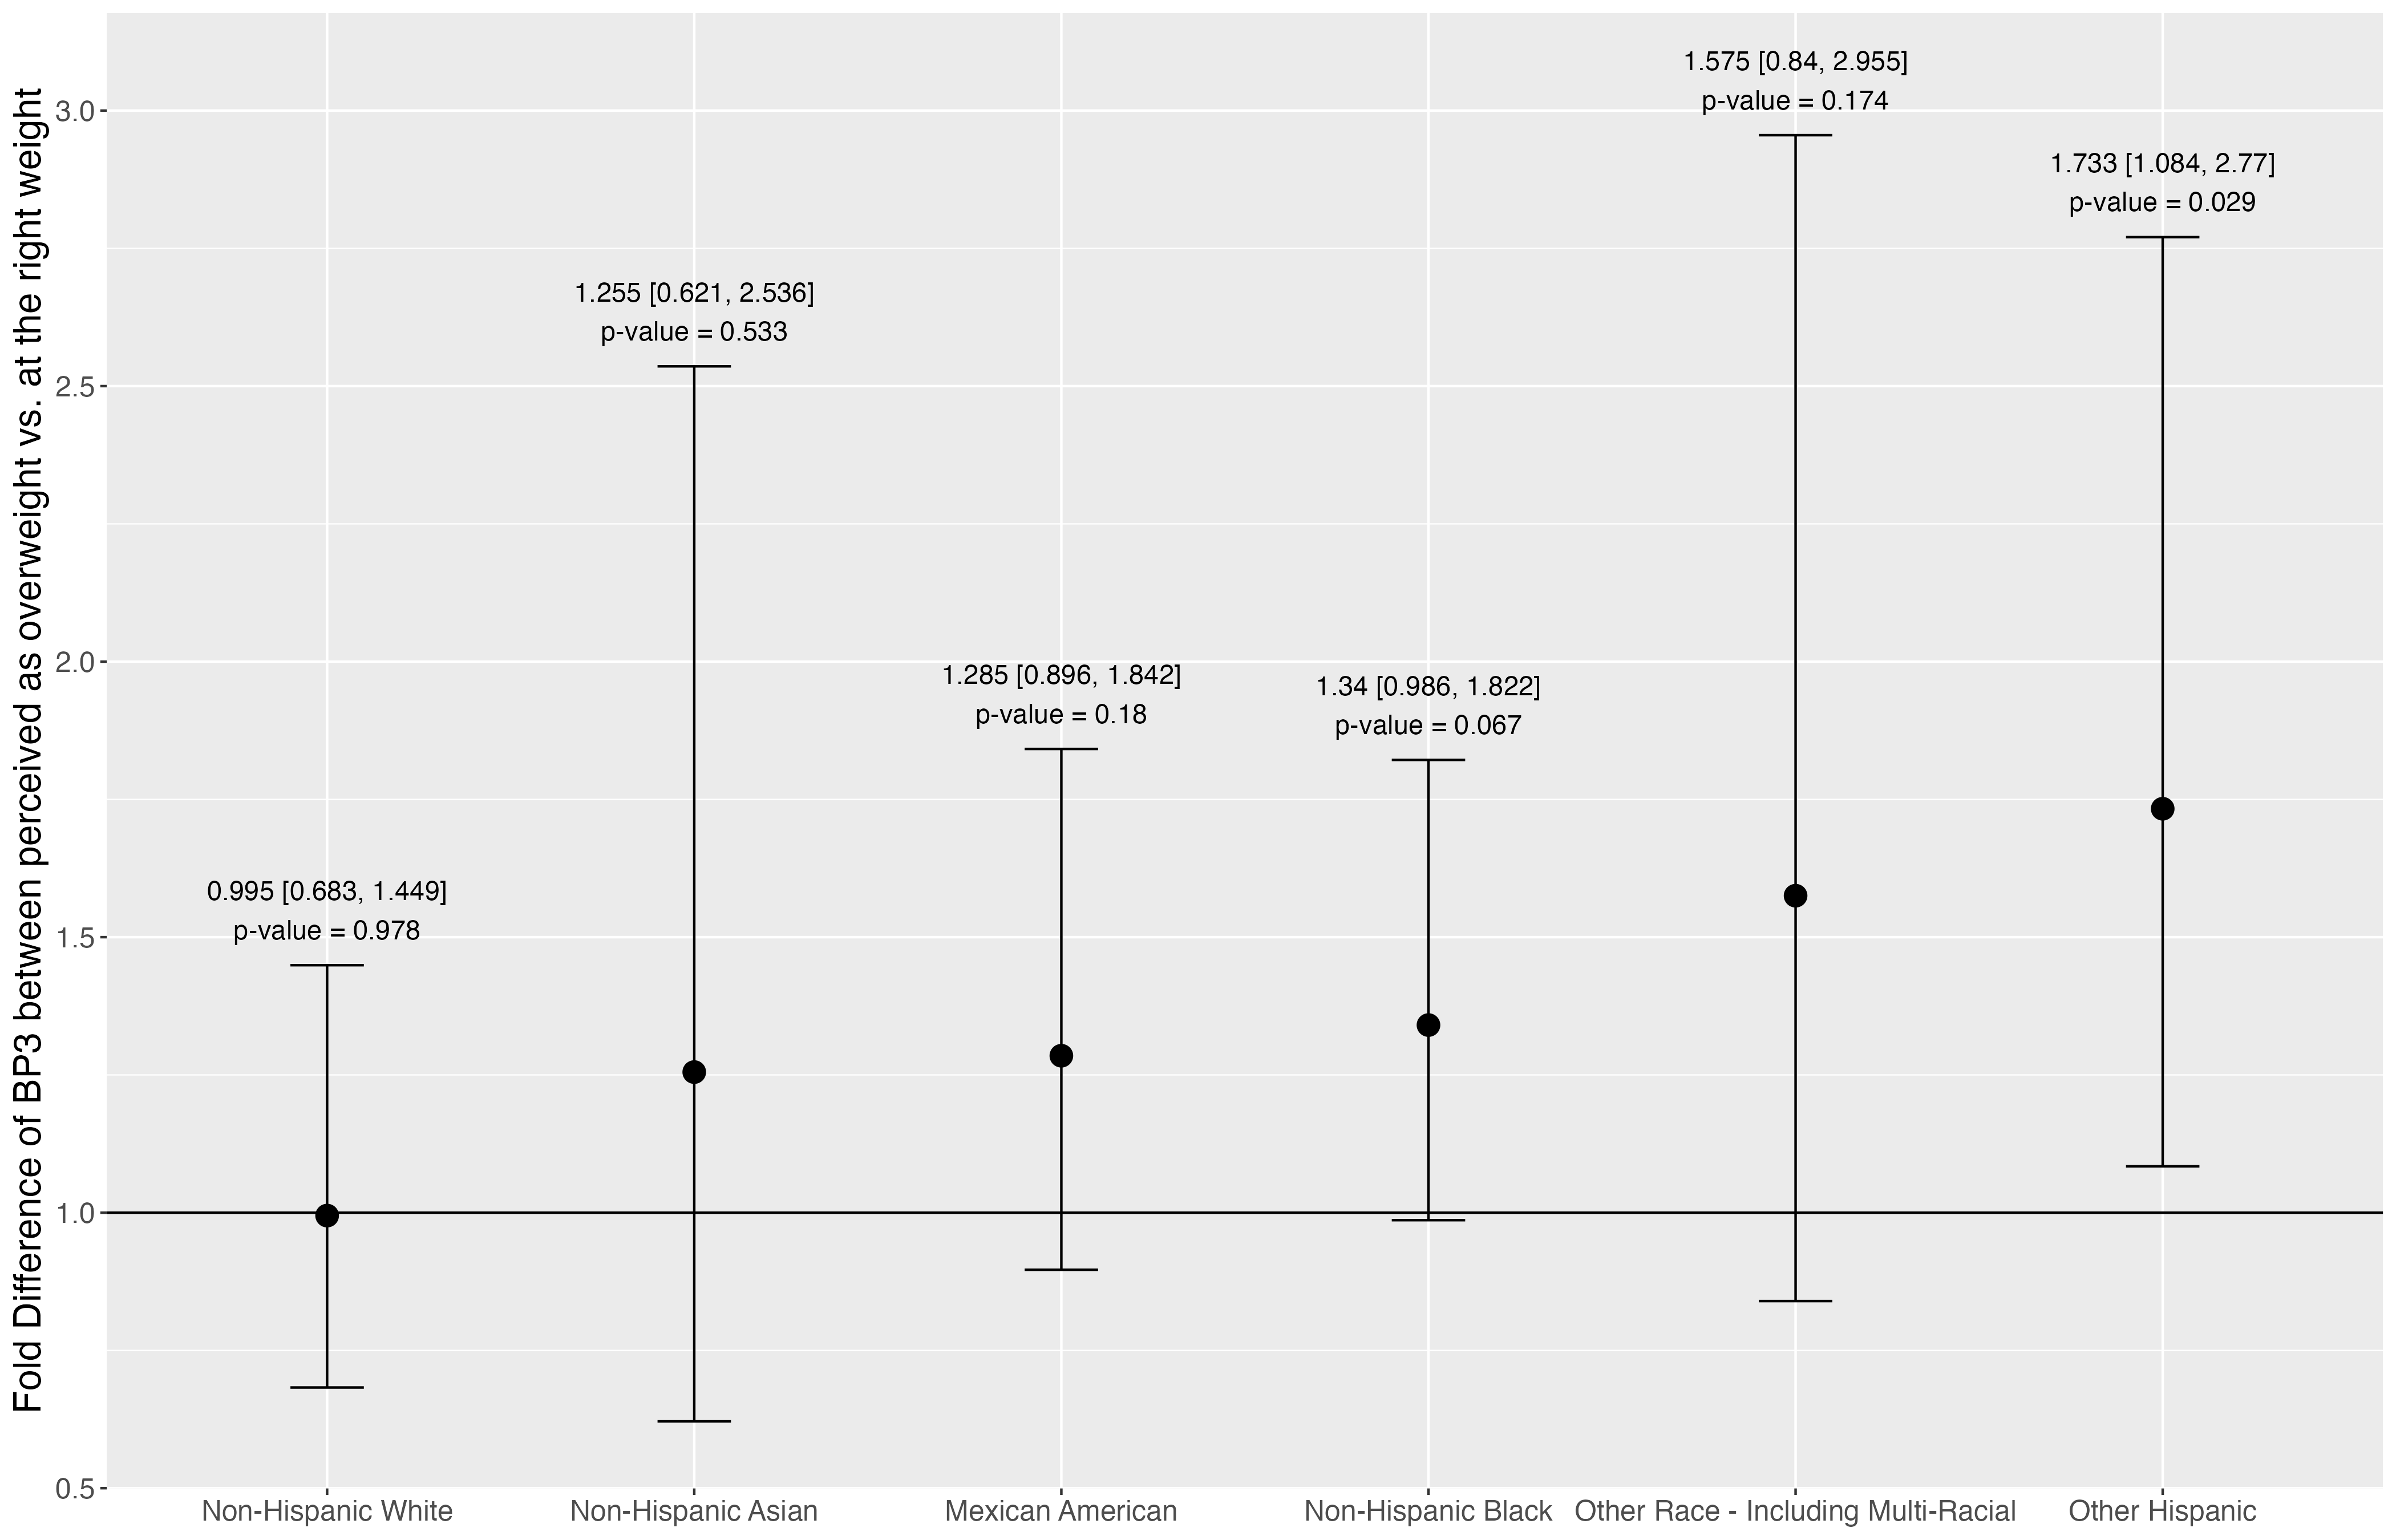 Fold Difference of BP3 between perceived as overweight vs. at the right weight
3.0
2.5
2.0
1.5
1.0
0.5
0.995 [0.683, 1.449]
p-value = 0.978
1.255 [0.621, 2.536]
p-value = 0.533
1.285 [0.896, 1.842]
p-value = 0.18
1.34 [0.986, 1.822]
p-value = 0.067
1.575 [0.84, 2.955]
p-value = 0.174
1.733 [1.084, 2.77]
p-value = 0.029
Non-Hispanic White
Non-Hispanic Asian
Mexican American
Non-Hispanic Black
Other Race - Including Multi-Racial
Other Hispanic